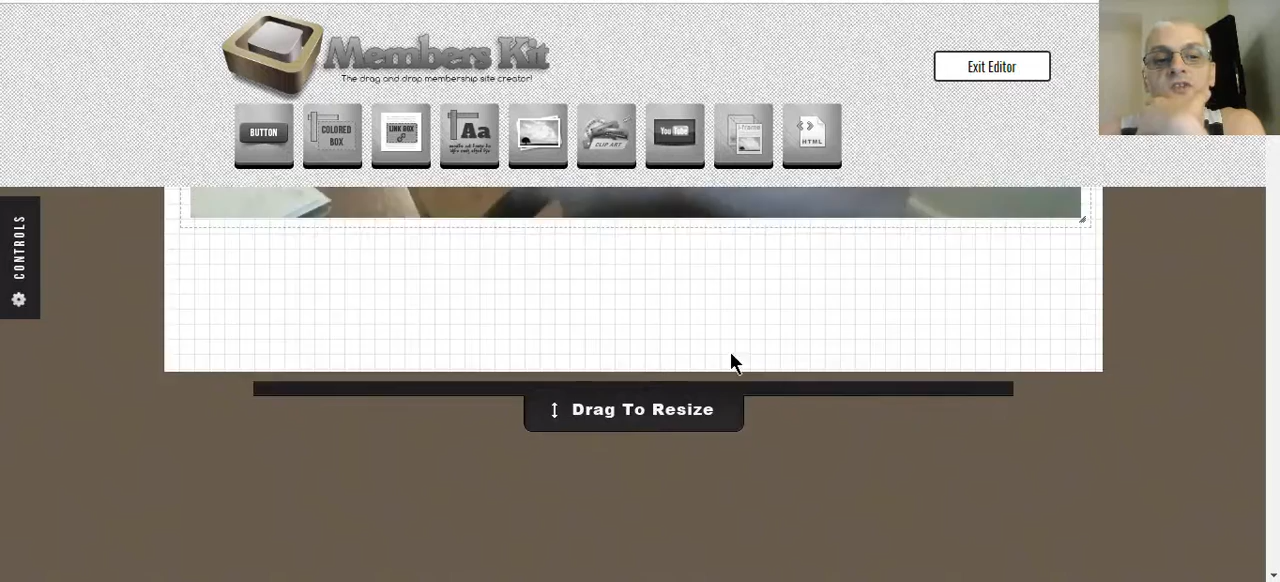 Members Kit
The drag and drop membership site creator!
Exit Editor
BUTTON
COLORED
BOX
LINK BOX
Aa
CLIP ART
You Tube
I-frame
<>
HTML
CONTROLS
Drag To Resize